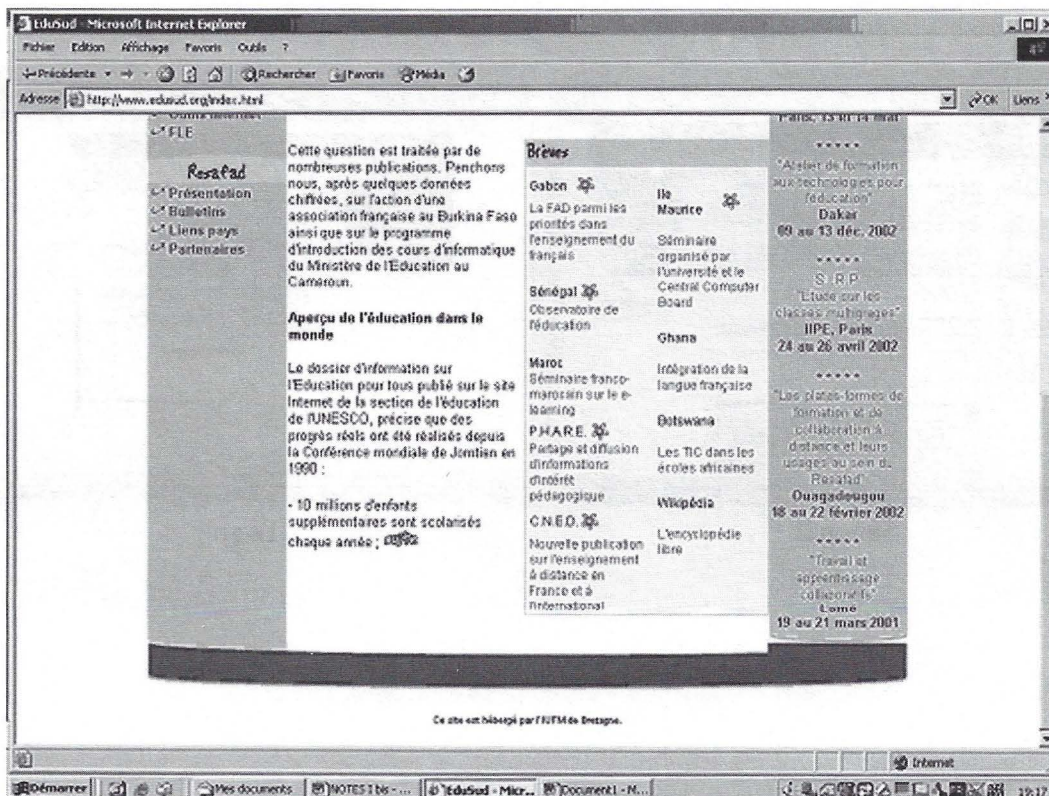 EduSud - Microsoft Internet Explorer
Fichier Edition Affichage Favoris Outils ?
Précédente
Rechercher Favoris Média
Adresse http://www.edusud.org/index.html OK Liens
Outils Internet
FLE
Resafad
Présentation
Bulletins
Liens pays
Partenaires
Cette question est traitée par de
nombreuses publications. Penchons
nous, après quelques données
chiffrées, sur l'action d'une
association française au Burkina Faso
ainsi que sur le programme
d'introduction des cours d'informatique
du Ministère de l'Education au
Cameroun.
Aperçu de l'éducation dans le
monde
Le dossier d'information sur
l'Education pour tous publié sur le site
Internet de la section de l'éducation
de l'UNESCO, précise que des
progrès réels ont été réalisés depuis
la Conférence mondiale de Jomtien en
1990 :
- 10 millions d'enfants
supplémentaires sont scolarisés
chaque année ;
Brèves
Gabon
La FAD parmi les
priorités dans
l'enseignement du
français
Sénégal
Observatoire de
l'éducation
Maroc
Séminaire franco-
marocain sur le e-
learning
P.H.A.R.E.
Partage et diffusion
d'informations
d'intérêt
pédagogique
C.N.E.D.
Nouvelle publication
sur l'enseignement
à distance en
France et à
l'international
Ile
Maurice
Séminaire
organisé par
l'université et le
Central Computer
Board
Ghana
Intégration de la
langue française
Botswana
Les TIC dans les
écoles africaines
Wikipédia
L'encyclopédie
libre
Paris, 13 et 14 mai
*****
"Atelier de formation
aux technologies pour
l'éducation"
Dakar
09 au 13 déc. 2002
*****
S I R P
"Etude sur les
classes multigrades"
IIPE, Paris
24 au 26 avril 2002
*****
"Les plates-formes de
formation et de
collaboration à
distance et leurs
usages au sein du
Resafad"
Ouagadougou
18 au 22 février 2002
*****
"Travail et
apprentissage
collaboratifs"
Lomé
19 au 21 mars 2001
Ce site est hébergé par l'IUFM de Bretagne.
Internet
Démarrer Mes documents NOTES I bis - ... EduSud - Micr... Document1 - M... 19:17